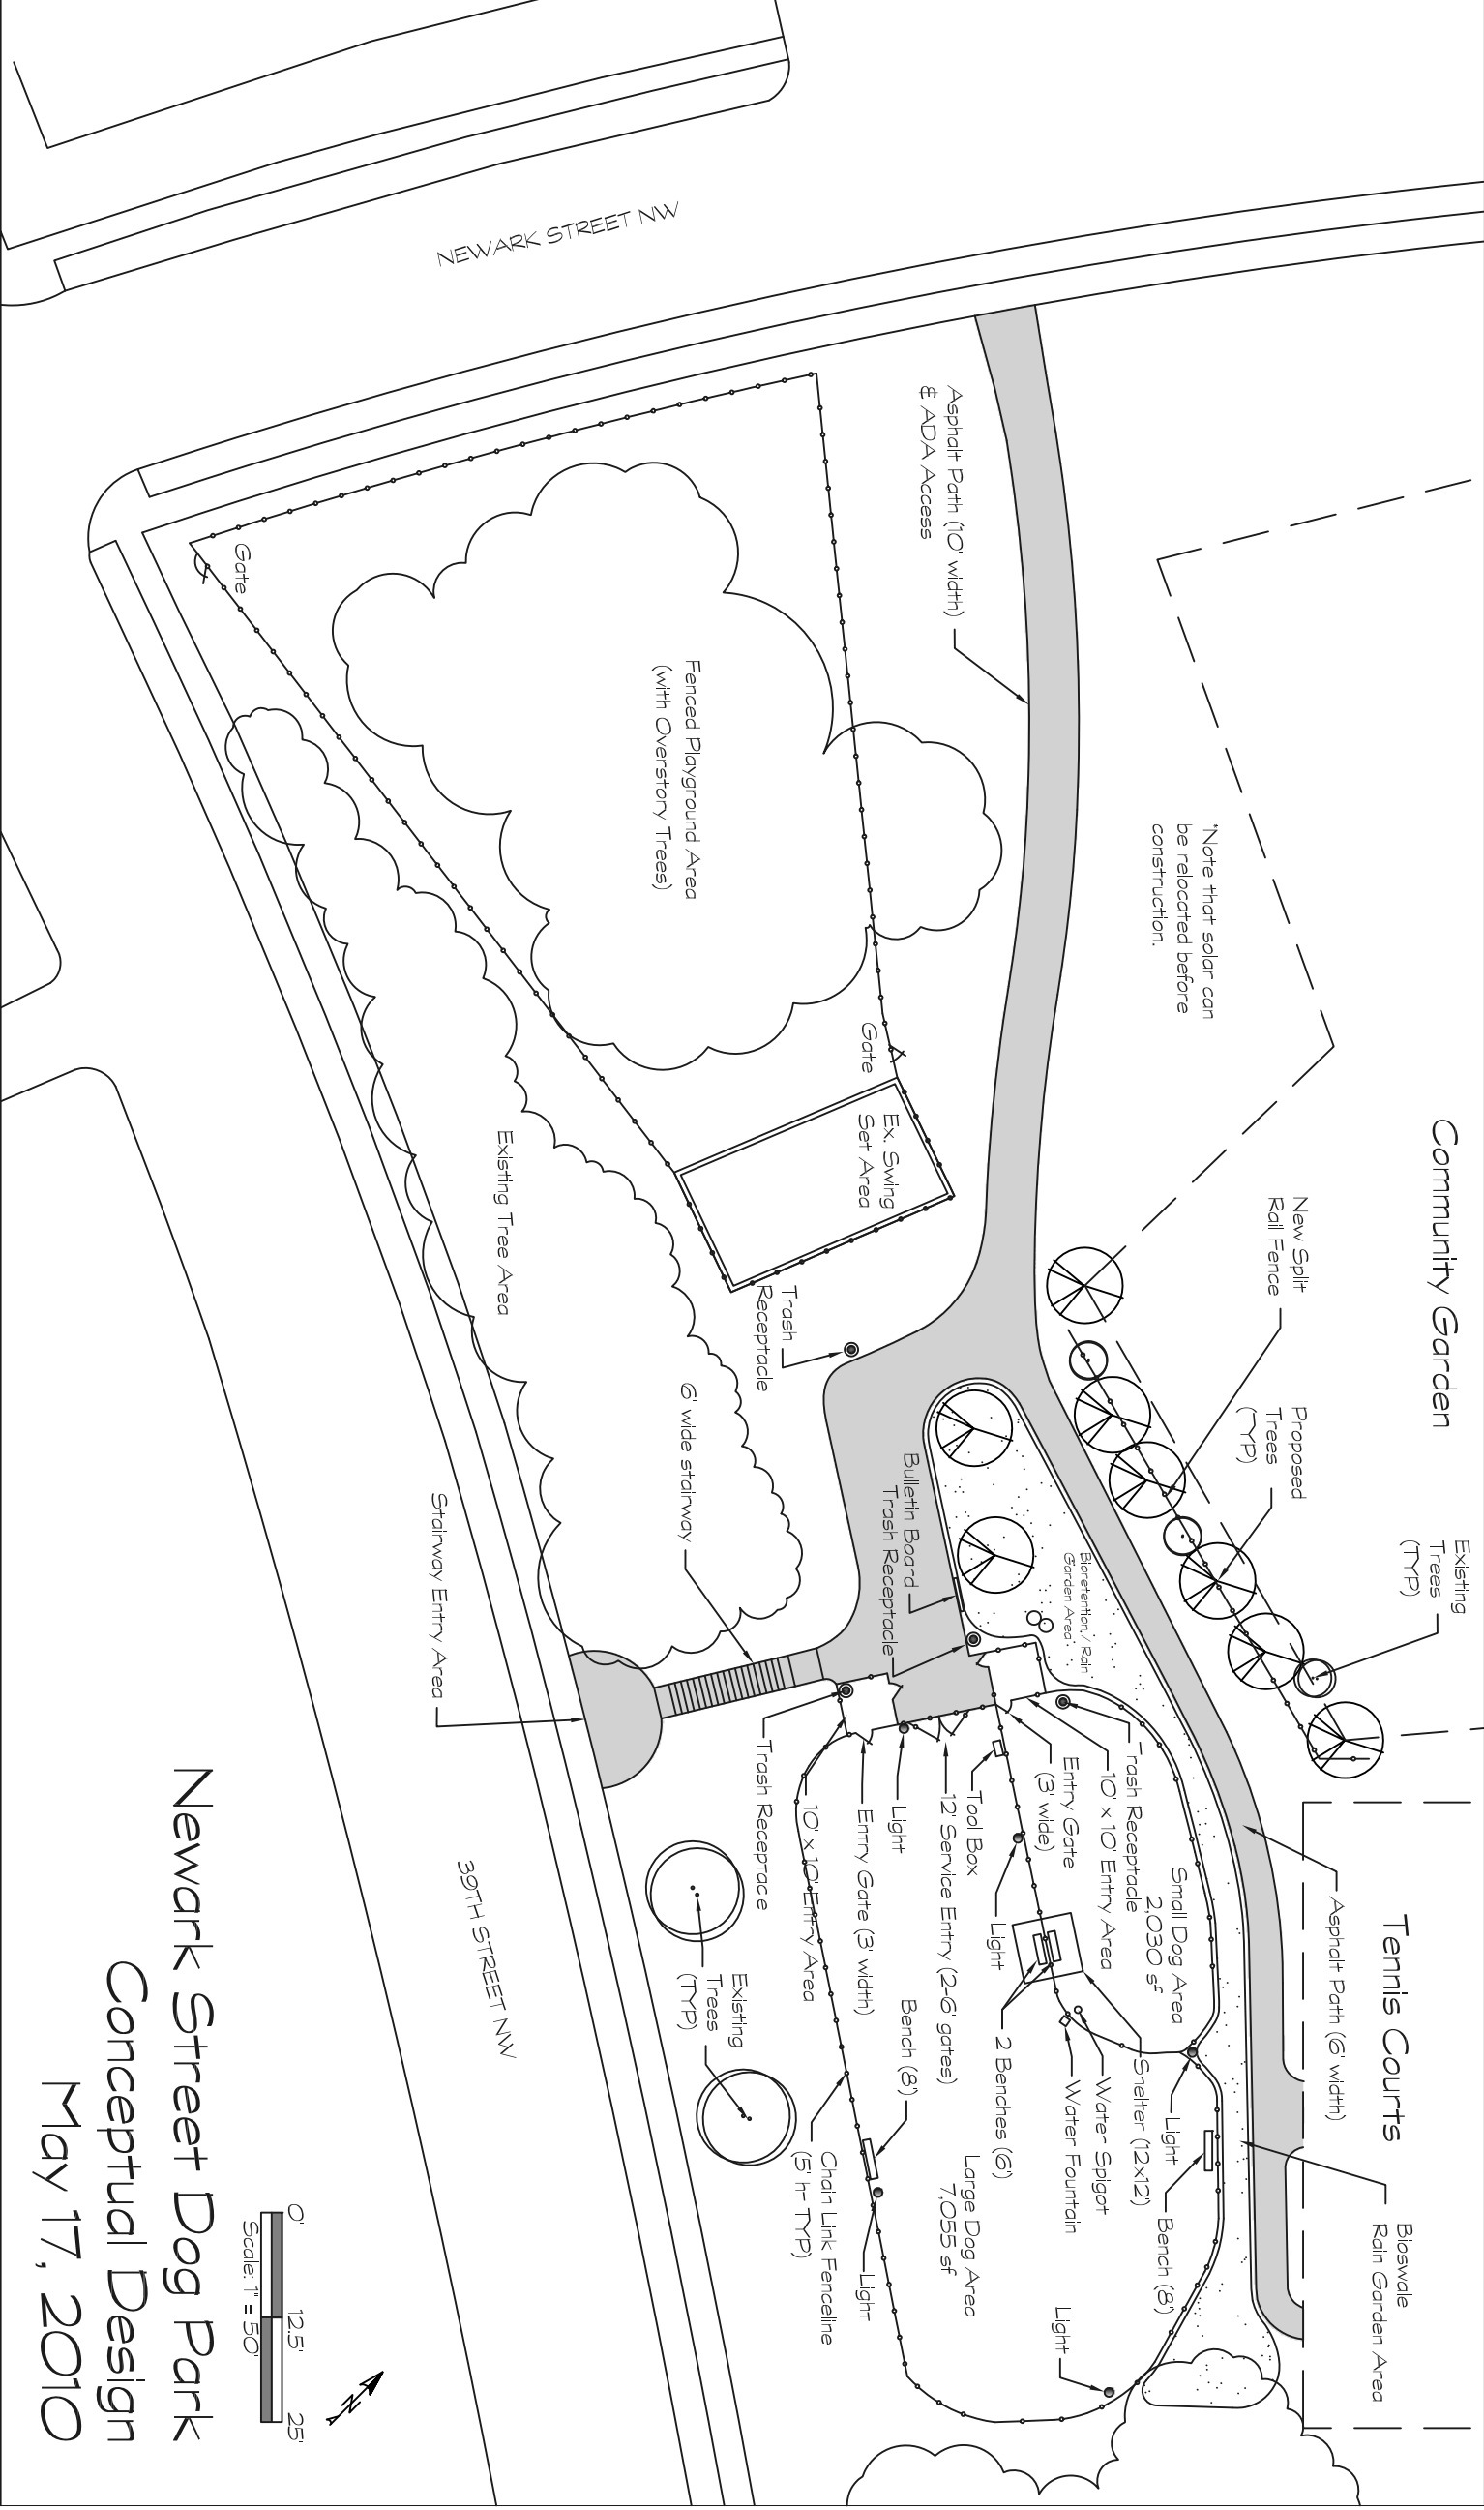 NEWARK STREET NW
Asphalt Path (10' width)
& ADA Access
Gate
Fenced Playground Area
(with Overstory Trees)
*Note that solar can
be relocated before
construction.
Gate
Ex. Swing
Set Area
Existing Tree Area
Community Garden
New Split
Rail Fence
Trash
Receptacle
Proposed
Trees
(TYP)
Existing
Trees
(TYP)
6' wide stairway
Bulletin Board
Trash Receptacle
Bioretention / Rain
Garden Area
Stairway Entry Area
Trash Receptacle
10' x 10' Entry Area
Entry Gate (3' width)
Light
12' Service Entry (2-6' gates)
Tool Box
Entry Gate
(3' wide)
10' x 10' Entry Area
Trash Receptacle
Small Dog Area
2,030 sf
Light
2 Benches (6')
Water Fountain
Water Spigot
Shelter (12'x12')
Light
Bench (8')
Asphalt Path (6' width)
Tennis Courts
Bioswale
Rain Garden Area
Existing
Trees
(TYP)
Bench (8')
Large Dog Area
7,055 sf
Chain Link Fenceline
(5' ht TYP)
Light
Light
39TH STREET NW
0'
12.5'
25'
Scale: 1" = 50'
N
Newark Street Dog Park
Conceptual Design
May 17, 2010